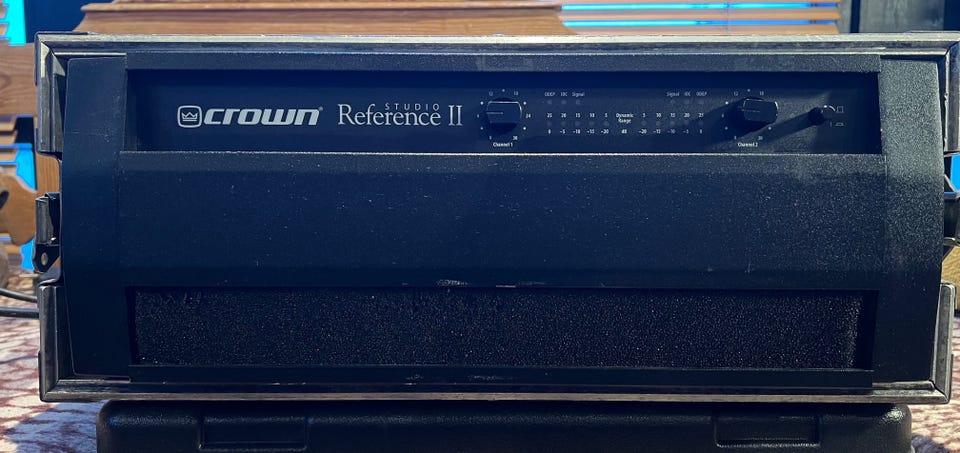 crown® Reference II
STUDIO
12 18
24
0 30
Channel 1
ODEP IOC Signal
25 20 15 10 5 Dynamic Range 5 10 15 20 25
0 -5 -10 -15 -20 dB -20 -15 -10 -5 0
Signal IOC ODEP
12 18
30
Channel 2